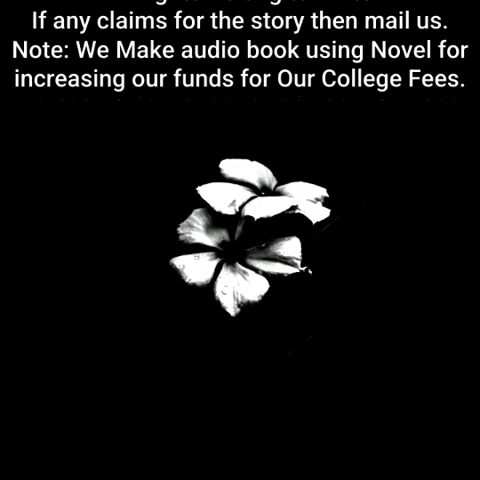 If any claims for the story then mail us.
Note: We Make audio book using Novel for
increasing our funds for Our College Fees.